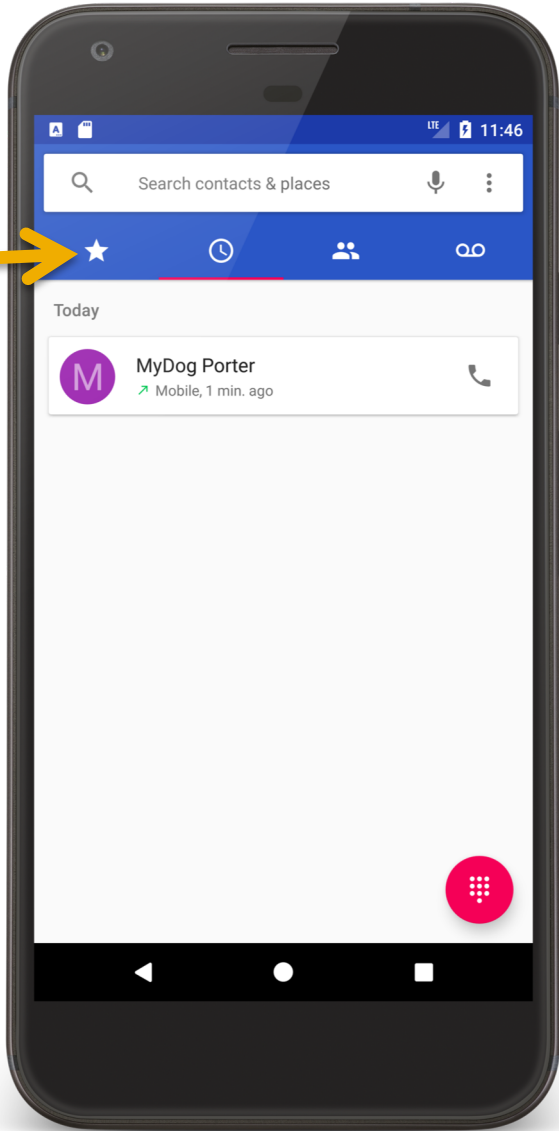 LTE 11:46
Search contacts & places
Today
M MyDog Porter
Mobile, 1 min. ago